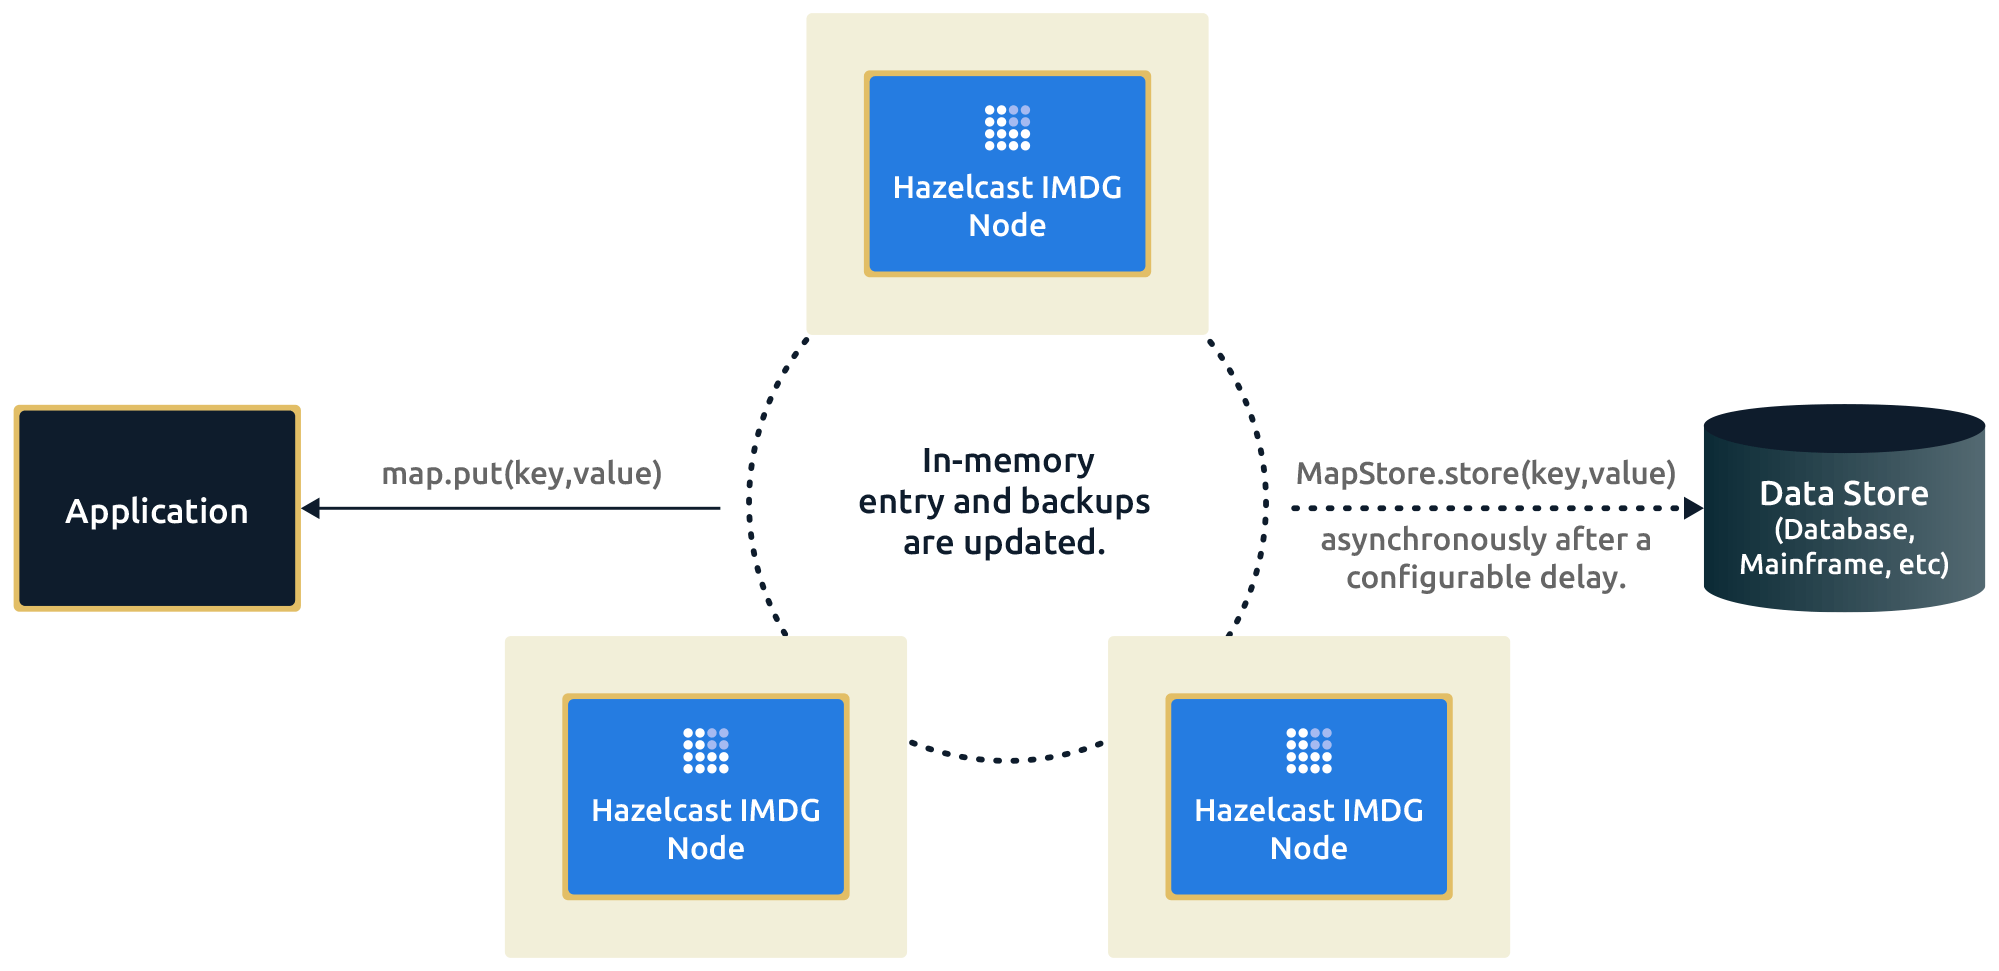 Hazelcast IMDG
Node
Application
map.put(key,value)
In-memory
entry and backups
are updated.
MapStore.store(key,value)
asynchronously after a
configurable delay.
Data Store
(Database,
Mainframe, etc)
Hazelcast IMDG
Node
Hazelcast IMDG
Node